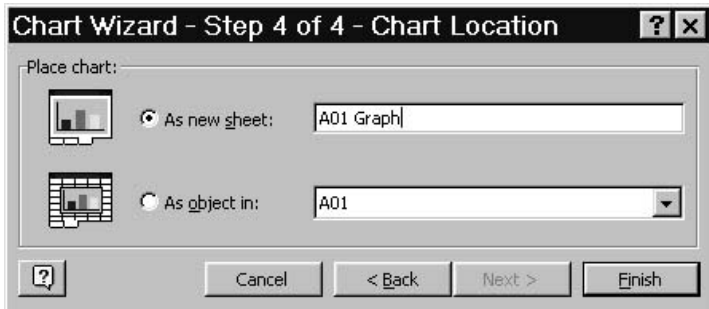 Chart Wizard - Step 4 of 4 - Chart Location ? ×
Place chart:
As new sheet: A01 Graph
As object in: A01
? Cancel < Back Next > Finish